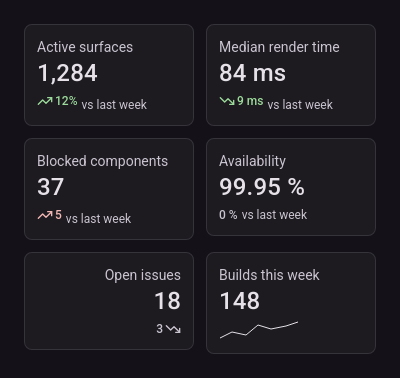 Active surfaces
1,284
12% vs last week
Median render time
84 ms
9 ms vs last week
Blocked components
37
5 vs last week
Availability
99.95 %
0 % vs last week
Open issues
18
3
Builds this week
148